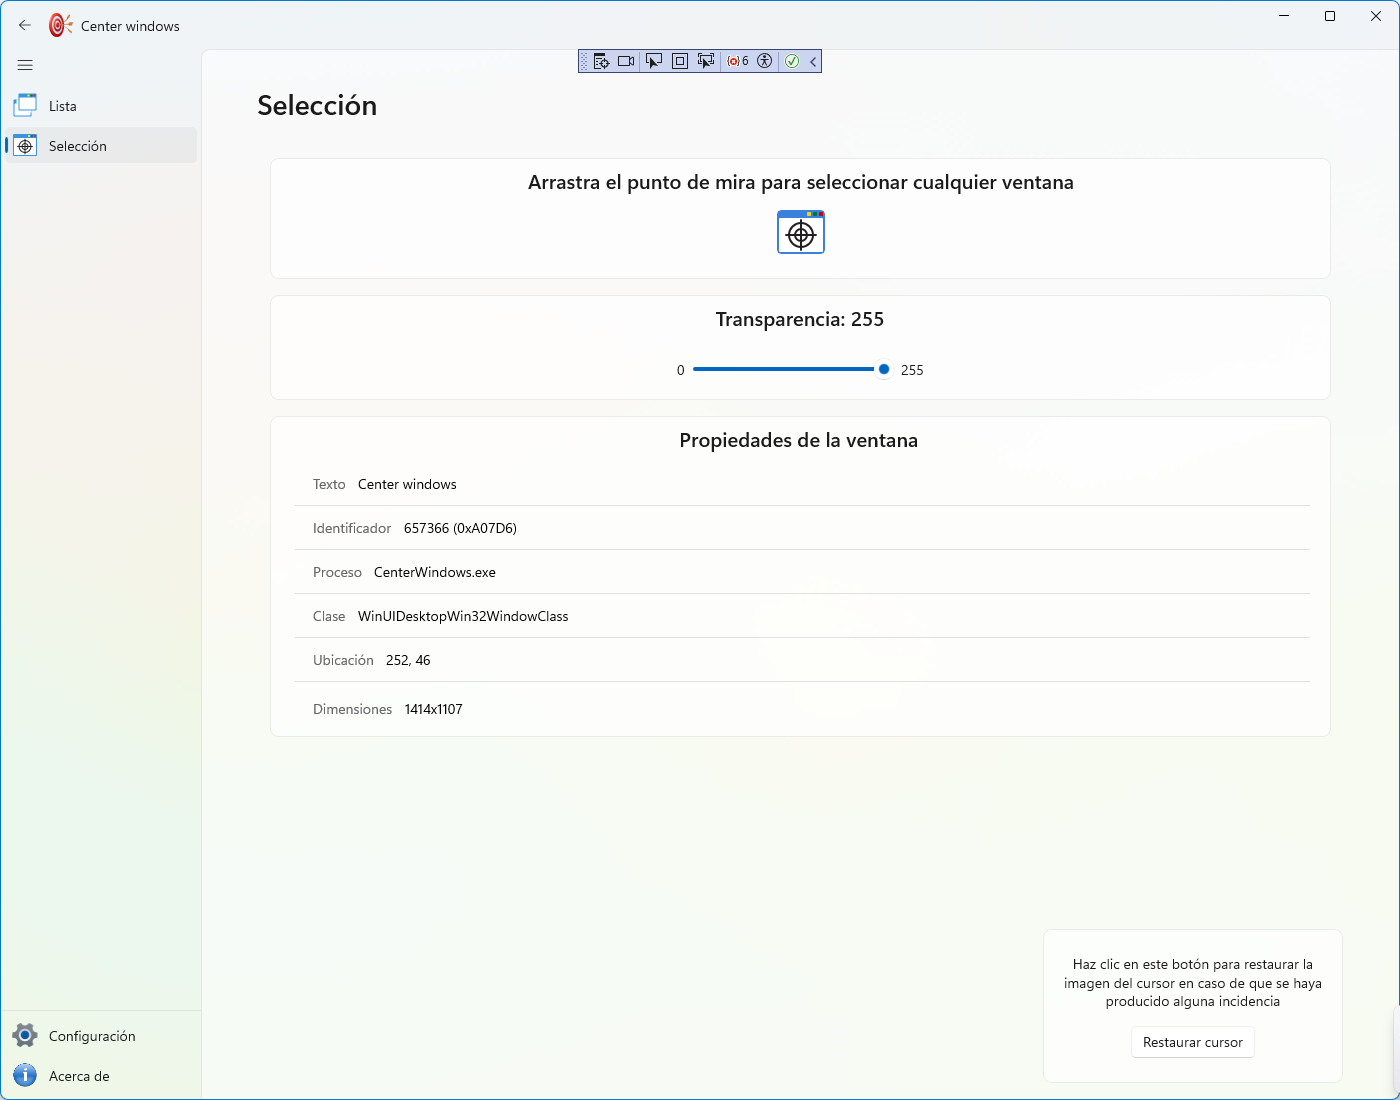 Center windows
6
Lista
Selección
Selección
Arrastra el punto de mira para seleccionar cualquier ventana
Transparencia: 255
0 255
Propiedades de la ventana
Texto Center windows
Identificador 657366 (0xA07D6)
Proceso CenterWindows.exe
Clase WinUIDesktopWin32WindowClass
Ubicación 252, 46
Dimensiones 1414x1107
Haz clic en este botón para restaurar la
imagen del cursor en caso de que se haya
producido alguna incidencia
Restaurar cursor
Configuración
Acerca de